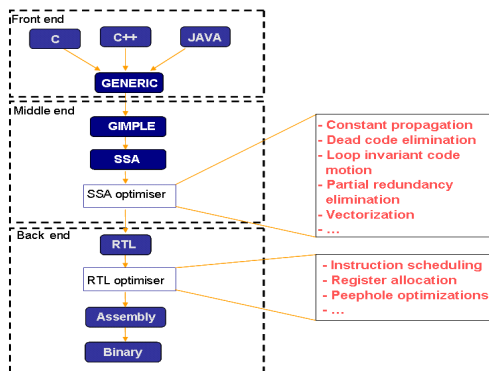 Front end
C
C++
JAVA
GENERIC
Middle end
GIMPLE
SSA
SSA optimiser
- Constant propagation
- Dead code elimination
- Loop invariant code
motion
- Partial redundancy
elimination
- Vectorization
- ...
Back end
RTL
RTL optimiser
- Instruction scheduling
- Register allocation
- Peephole optimizations
- ...
Assembly
Binary